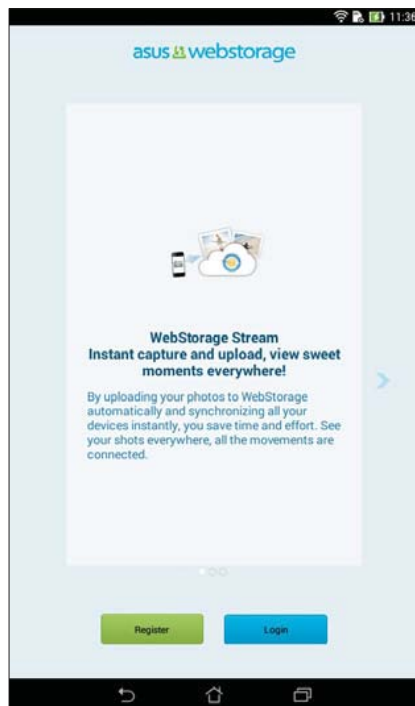 11:36
asus webstorage
WebStorage Stream
Instant capture and upload, view sweet
moments everywhere!
By uploading your photos to WebStorage
automatically and synchronizing all your
devices instantly, you save time and effort. See
your shots everywhere, all the movements are
connected.
Register Login